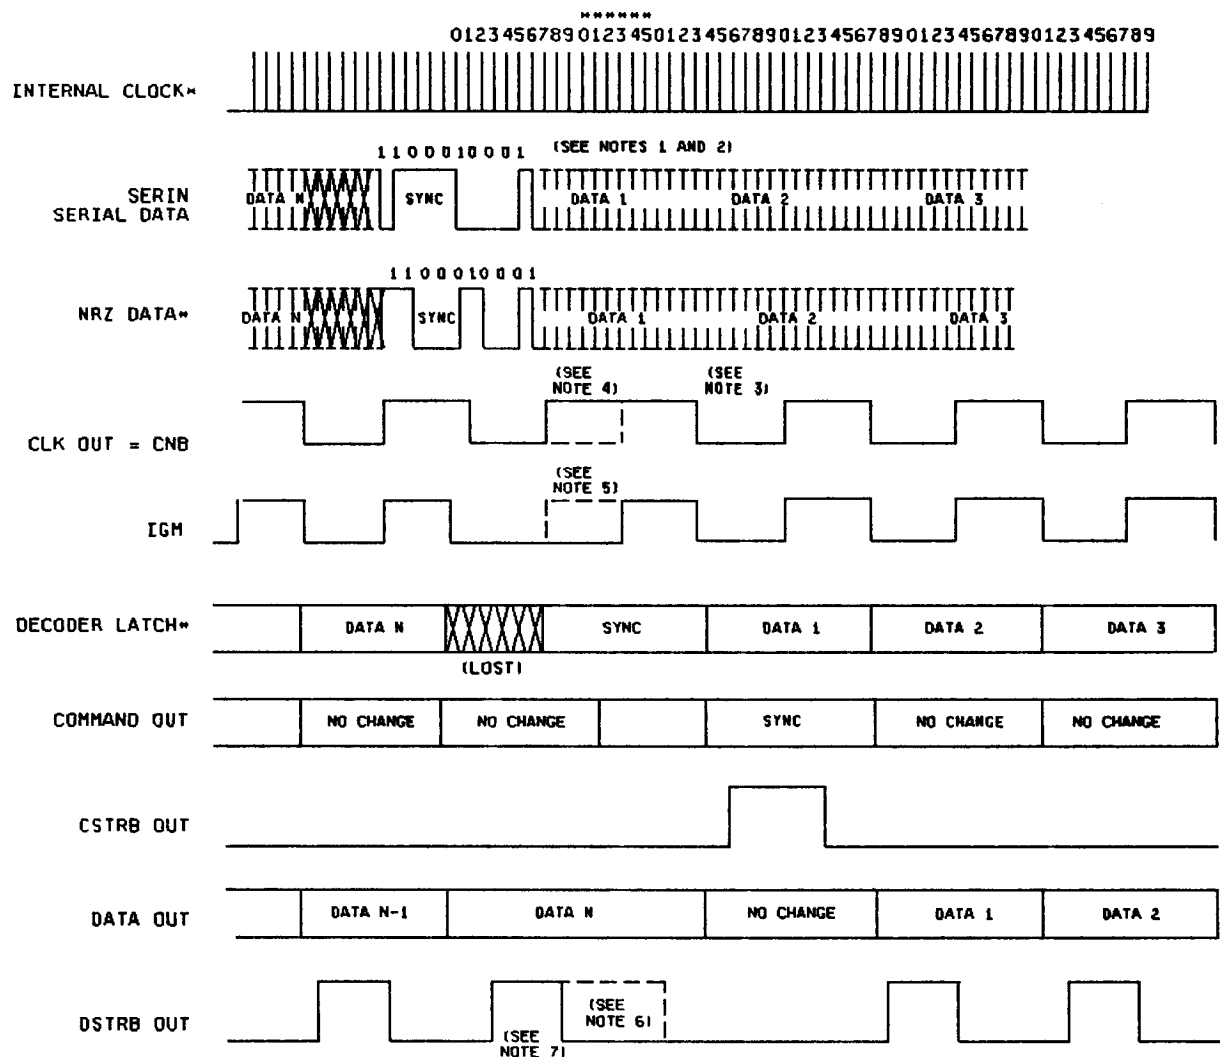 ******
0123456789 0123450123456789012345678901234567890123456789
INTERNAL CLOCK*
1100010001 (SEE NOTES 1 AND 2)
SERIN
SERIAL DATA
DATA N SYNC DATA 1 DATA 2 DATA 3
1100010001
NRZ DATA*
DATA N SYNC DATA 1 DATA 2 DATA 3
(SEE
NOTE 4)
(SEE
NOTE 3)
CLK OUT = CNB
(SEE
NOTE 5)
IGM
DECODER LATCH* DATA N SYNC DATA 1 DATA 2 DATA 3
(LOST)
COMMAND OUT NO CHANGE NO CHANGE SYNC NO CHANGE NO CHANGE
CSTRB OUT
DATA OUT DATA N-1 DATA N NO CHANGE DATA 1 DATA 2
DSTRB OUT
(SEE
NOTE 6)
(SEE
NOTE 7)